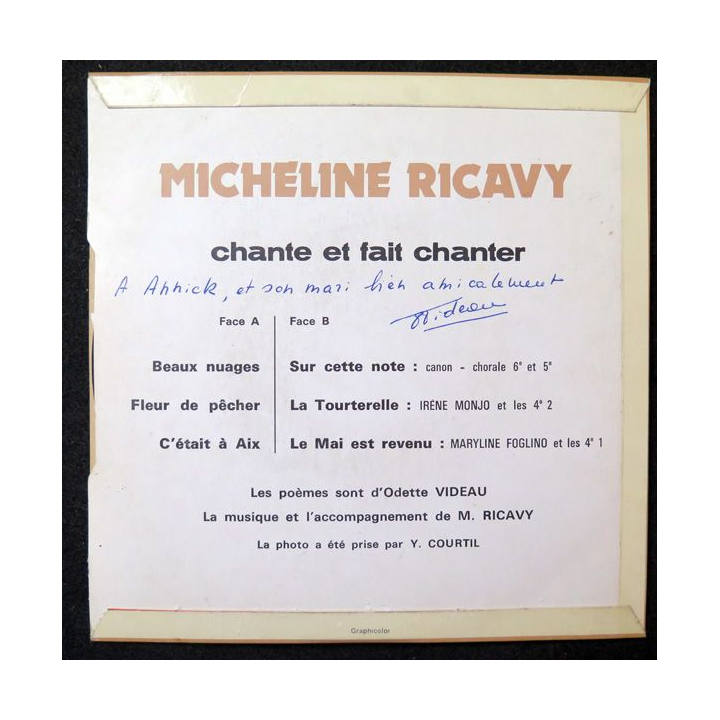 MICHELINE RICAVY
chante et fait chanter
A Annick, et son mari bien amicalement
OVideau
Face A Face B
Beaux nuages Sur cette note : canon - chorale 6e et 5e
Fleur de pêcher La Tourterelle : IRÈNE MONJO et les 4e 2
C'était à Aix Le Mai est revenu : MARYLINE FOGLINO et les 4e 1
Les poèmes sont d'Odette VIDEAU
La musique et l'accompagnement de M. RICAVY
La photo a été prise par Y. COURTIL
Graphicolor